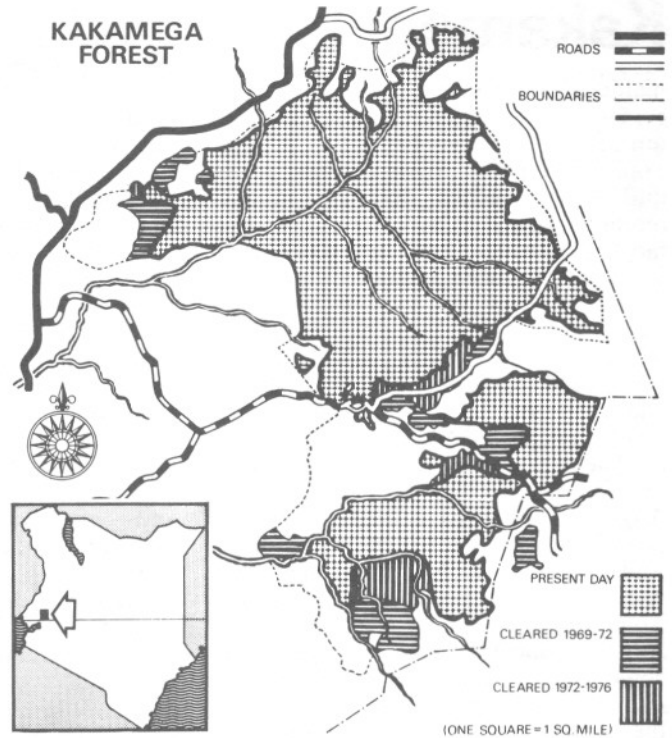 KAKAMEGA
FOREST
ROADS
BOUNDARIES
PRESENT DAY
CLEARED 1969-72
CLEARED 1972-1976
(ONE SQUARE = 1 SQ. MILE)